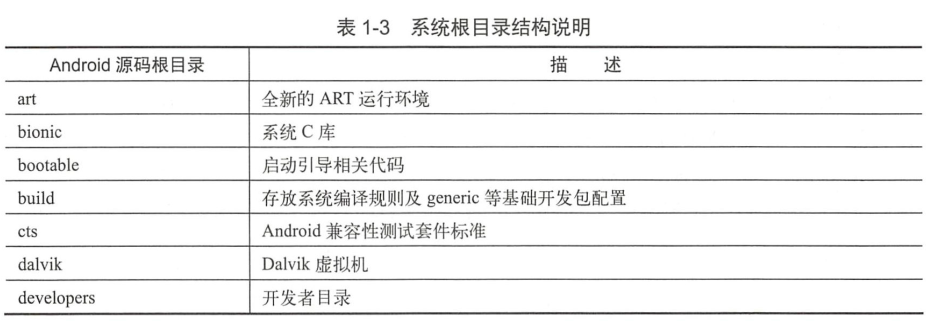 表 1-3 系统根目录结构说明
Android 源码根目录 描 述
art 全新的 ART 运行环境
bionic 系统 C 库
bootable 启动引导相关代码
build 存放系统编译规则及 generic 等基础开发包配置
cts Android 兼容性测试套件标准
dalvik Dalvik 虚拟机
developers 开发者目录